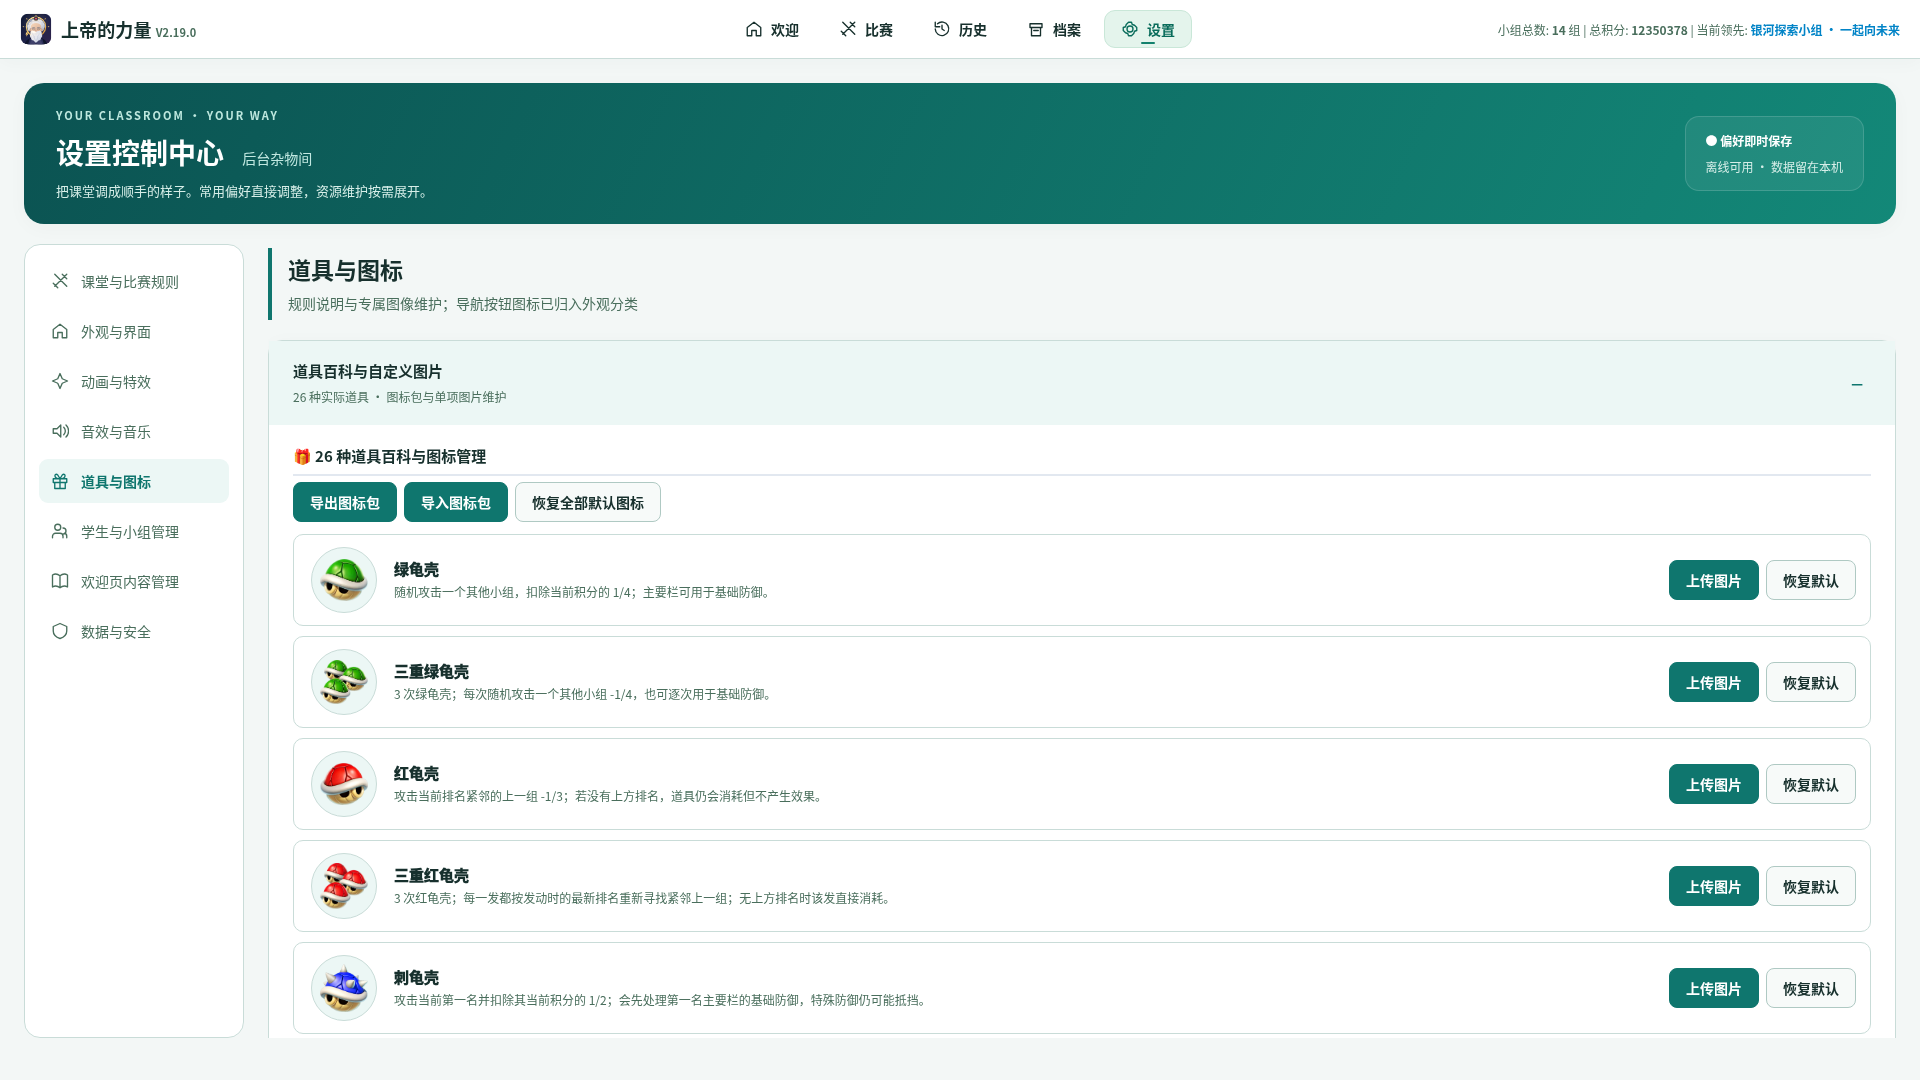 上帝的力量 V2.19.0
欢迎
比赛
历史
档案
设置
小组总数: 14 组 | 总积分: 12350378 | 当前领先: 银河探索小组 · 一起向未来
YOUR CLASSROOM · YOUR WAY
设置控制中心 后台杂物间
把课堂调成顺手的样子。常用偏好直接调整，资源维护按需展开。
偏好即时保存
离线可用 · 数据留在本机
课堂与比赛规则
外观与界面
动画与特效
音效与音乐
道具与图标
学生与小组管理
欢迎页内容管理
数据与安全
道具与图标
规则说明与专属图像维护；导航按钮图标已归入外观分类
道具百科与自定义图片
26 种实际道具 · 图标包与单项图片维护
26 种道具百科与图标管理
导出图标包
导入图标包
恢复全部默认图标
绿龟壳
随机攻击一个其他小组，扣除当前积分的 1/4；主要栏可用于基础防御。
上传图片
恢复默认
三重绿龟壳
3 次绿龟壳；每次随机攻击一个其他小组 -1/4，也可逐次用于基础防御。
上传图片
恢复默认
红龟壳
攻击当前排名紧邻的上一组 -1/3；若没有上方排名，道具仍会消耗但不产生效果。
上传图片
恢复默认
三重红龟壳
3 次红龟壳；每一发都按发动时的最新排名重新寻找紧邻上一组；无上方排名时该发直接消耗。
上传图片
恢复默认
刺龟壳
攻击当前第一名并扣除其当前积分的 1/2；会先处理第一名主要栏的基础防御，特殊防御仍可能抵挡。
上传图片
恢复默认